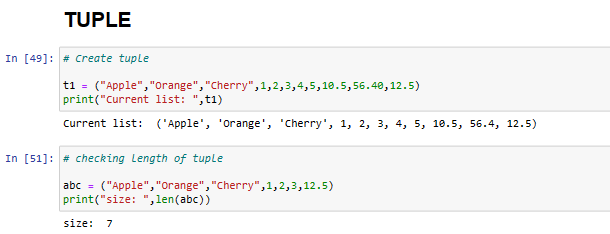 TUPLE
In [49]: # Create tuple
t1 = ("Apple","Orange","Cherry",1,2,3,4,5,10.5,56.40,12.5)
print("Current list: ",t1)
Current list:  ('Apple', 'Orange', 'Cherry', 1, 2, 3, 4, 5, 10.5, 56.4, 12.5)
In [51]: # checking length of tuple
abc = ("Apple","Orange","Cherry",1,2,3,12.5)
print("size: ",len(abc))
size:  7